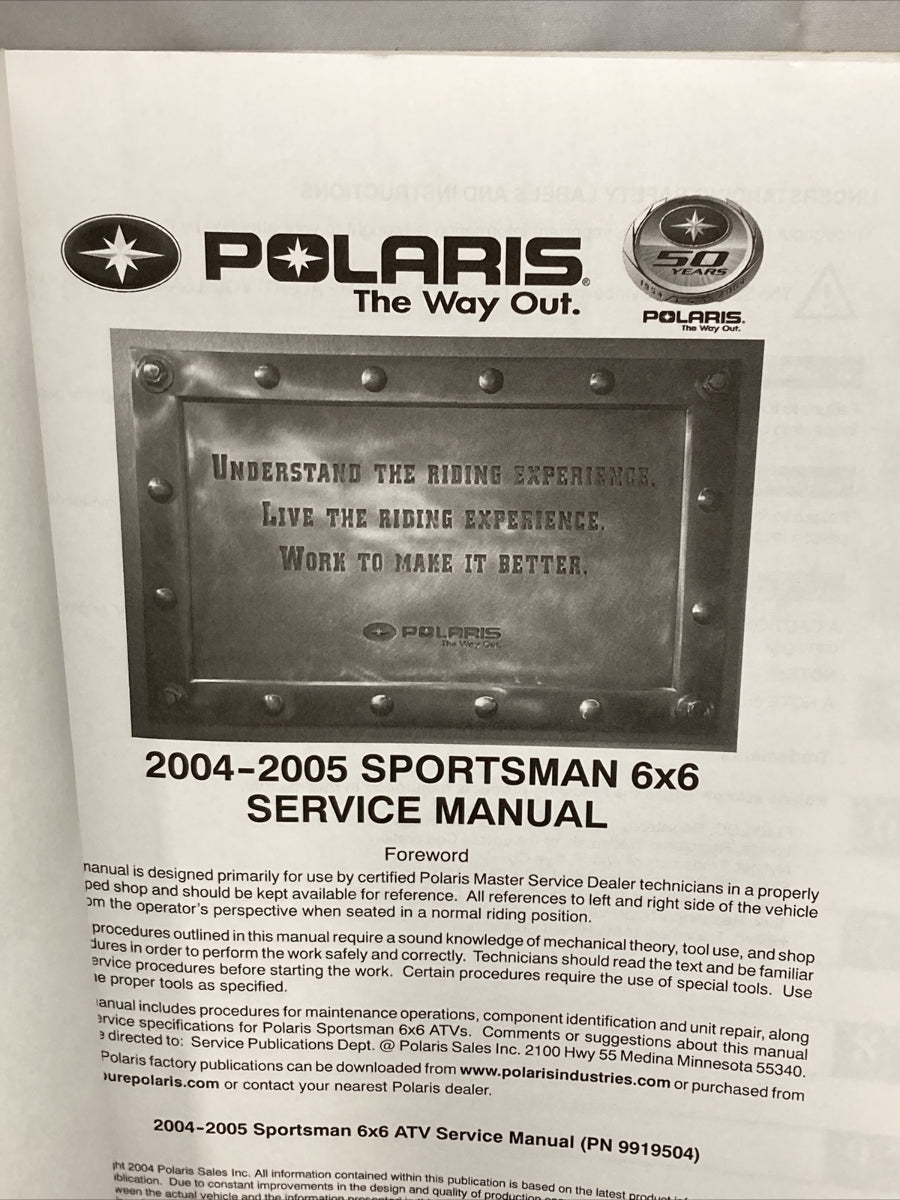 POLARIS®
The Way Out.
50
YEARS
POLARIS®
The Way Out.
UNDERSTAND THE RIDING EXPERIENCE.
LIVE THE RIDING EXPERIENCE.
WORK TO MAKE IT BETTER.
POLARIS
The Way Out.
2004-2005 SPORTSMAN 6x6
SERVICE MANUAL
Foreword
manual is designed primarily for use by certified Polaris Master Service Dealer technicians in a properly
ped shop and should be kept available for reference. All references to left and right side of the vehicle
om the operator's perspective when seated in a normal riding position.
procedures outlined in this manual require a sound knowledge of mechanical theory, tool use, and shop
dures in order to perform the work safely and correctly. Technicians should read the text and be familiar
ervice procedures before starting the work. Certain procedures require the use of special tools. Use
e proper tools as specified.
anual includes procedures for maintenance operations, component identification and unit repair, along
ervice specifications for Polaris Sportsman 6x6 ATVs. Comments or suggestions about this manual
e directed to: Service Publications Dept. @ Polaris Sales Inc. 2100 Hwy 55 Medina Minnesota 55340.
Polaris factory publications can be downloaded from www.polarisindustries.com or purchased from
urepolaris.com or contact your nearest Polaris dealer.
2004-2005 Sportsman 6x6 ATV Service Manual (PN 9919504)
ght 2004 Polaris Sales Inc. All information contained within this publication is based on the latest product
ublication. Due to constant improvements in the design and quality of production
ween the actual vehicle and the information